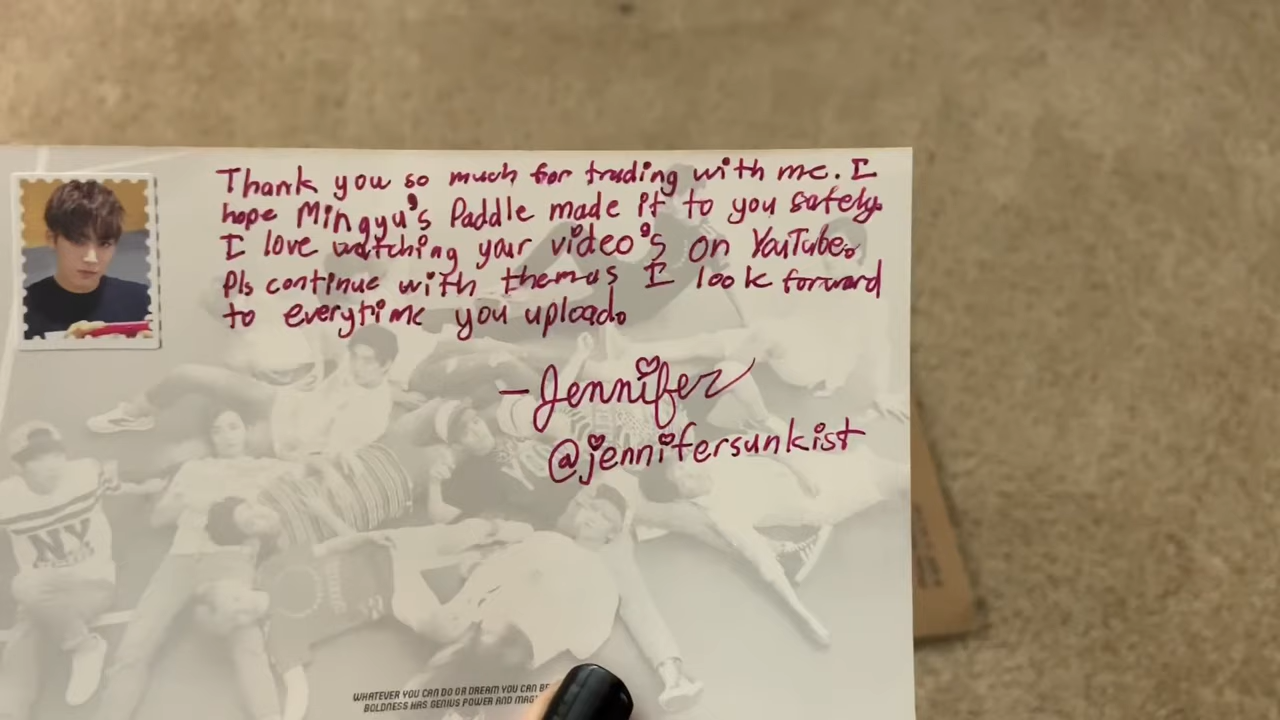 Thank you so much for trading with me. I
hope Mingyu's Paddle made it to you safely.
I love watching your video's on YouTube.
Pls continue with them as I look forward
to everytime you upload.
- Jennifer
@jennifersunkist
NY
WHATEVER YOU CAN DO OR DREAM YOU CAN
BOLDNESS HAS GENIUS POWER AND